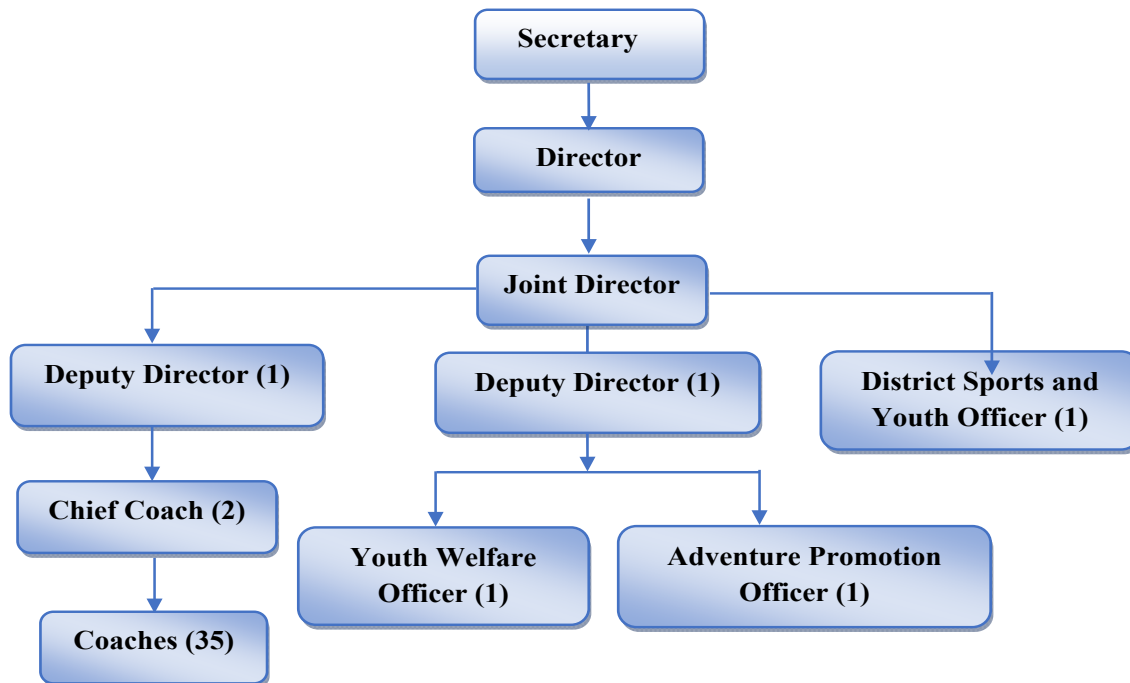 Secretary
Director
Joint Director
Deputy Director (1)
Deputy Director (1)
District Sports and
Youth Officer (1)
Chief Coach (2)
Youth Welfare
Officer (1)
Adventure Promotion
Officer (1)
Coaches (35)